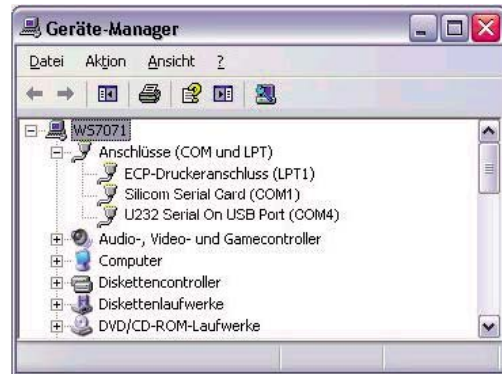 Geräte-Manager
Datei Aktion Ansicht ?
WS7071
Anschlüsse (COM und LPT)
ECP-Druckeranschluss (LPT1)
Silicom Serial Card (COM1)
U232 Serial On USB Port (COM4)
Audio-, Video- und Gamecontroller
Computer
Diskettencontroller
Diskettenlaufwerke
DVD/CD-ROM-Laufwerke